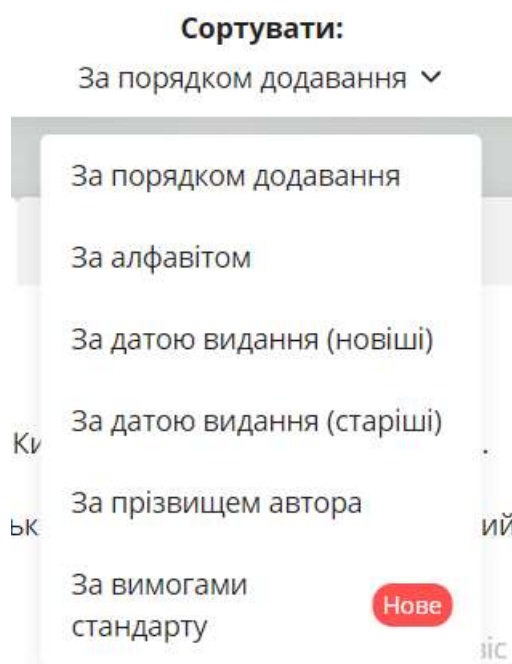 Сортувати:
За порядком додавання
За порядком додавання
За алфавітом
За датою видання (новіші)
За датою видання (старіші)
За прізвищем автора
За вимогами
стандарту
Нове